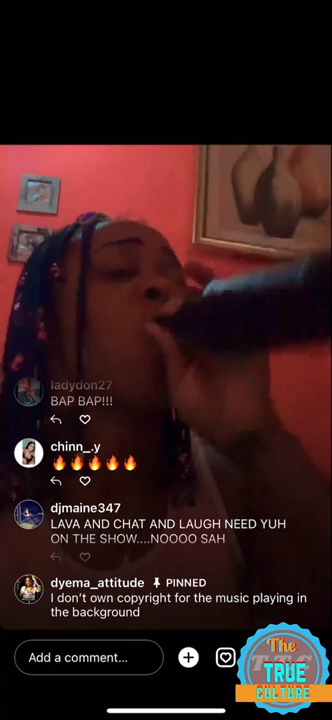 ladydon27
BAP BAP!!!
chinn_.y
🔥🔥🔥🔥🔥
djmaine347
LAVA AND CHAT AND LAUGH NEED YUH
ON THE SHOW....NOOOO SAH
dyema_attitude PINNED
I don't own copyright for the music playing in
the background
Add a comment...
The
TRUE
CULTURE